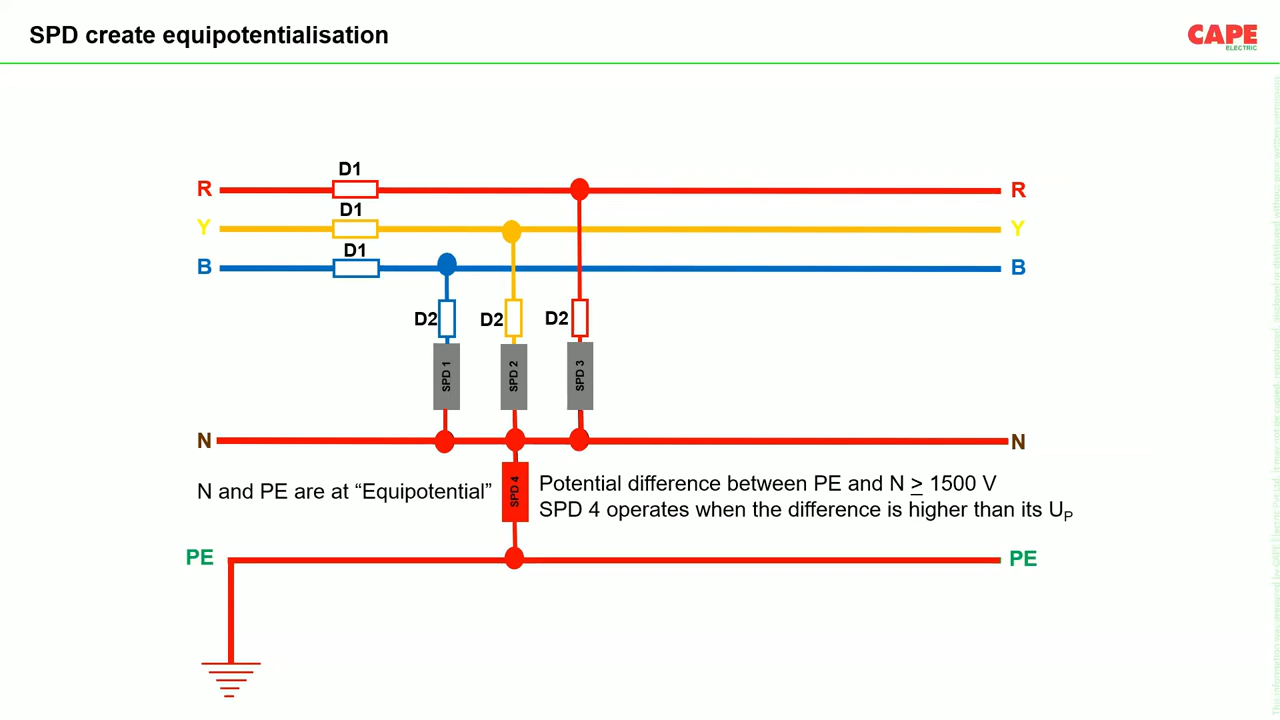 SPD create equipotentialisation
CAPE
ELECTRIC
D1
R R
D1
Y Y
D1
B B
D2 D2 D2
SPD 1 SPD 2 SPD 3
N N
N and PE are at “Equipotential”
SPD 4
Potential difference between PE and N ≥ 1500 V
SPD 4 operates when the difference is higher than its UP
PE PE